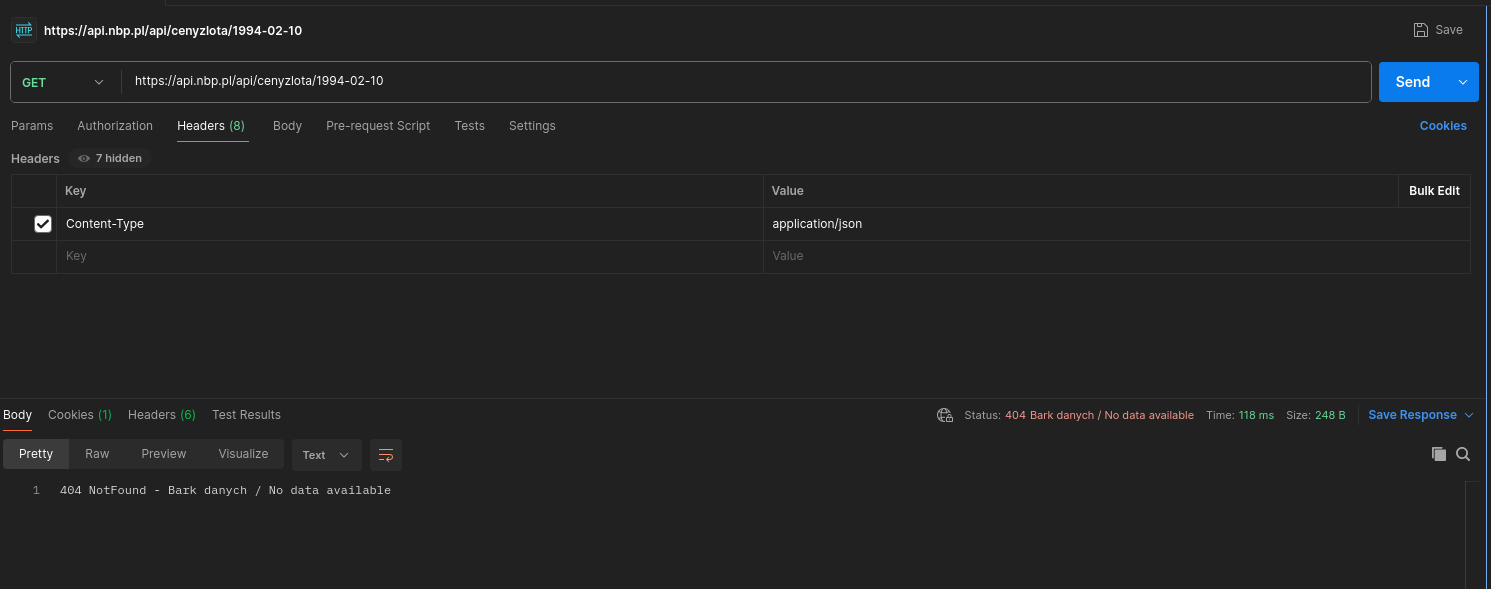 HTTP https://api.nbp.pl/api/cenyzlota/1994-02-10 Save
GET https://api.nbp.pl/api/cenyzlota/1994-02-10 Send
Params Authorization Headers (8) Body Pre-request Script Tests Settings Cookies
Headers 7 hidden
Key Value Bulk Edit
Content-Type application/json
Key Value
Body Cookies (1) Headers (6) Test Results Status: 404 Bark danych / No data available Time: 118 ms Size: 248 B Save Response
Pretty Raw Preview Visualize Text
1 404 NotFound - Bark danych / No data available